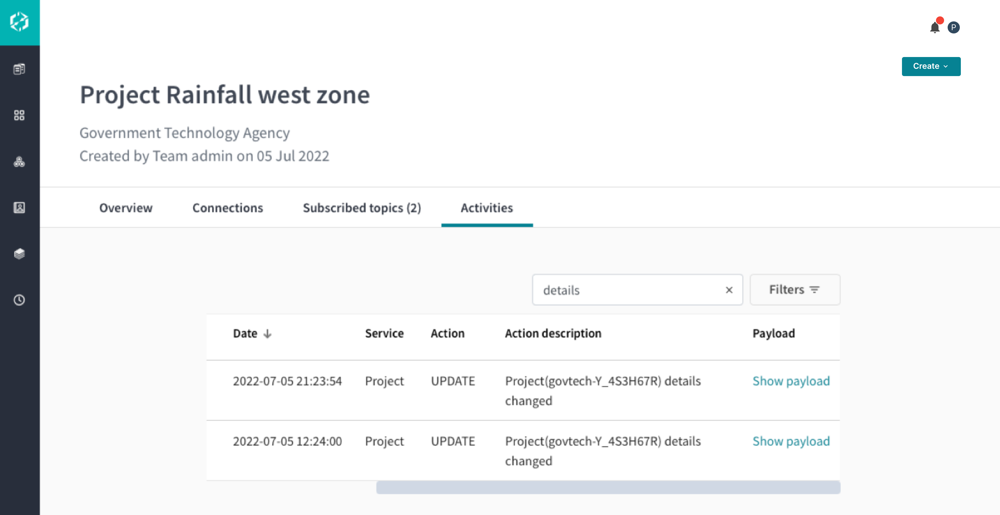 P
Create
Project Rainfall west zone
Government Technology Agency
Created by Team admin on 05 Jul 2022
Overview Connections Subscribed topics (2) Activities
details × Filters
Date Service Action Action description Payload
2022-07-05 21:23:54 Project UPDATE Project(govtech-Y_4S3H67R) details Show payload
changed
2022-07-05 12:24:00 Project UPDATE Project(govtech-Y_4S3H67R) details Show payload
changed